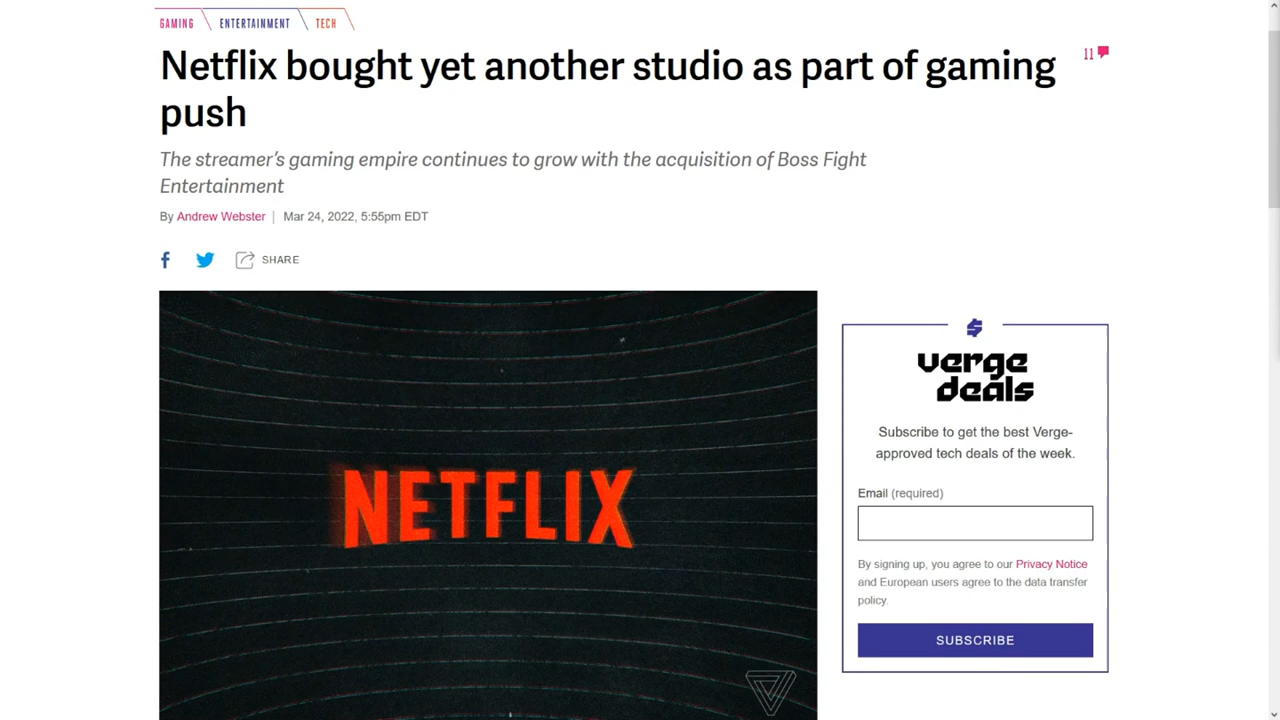 GAMING ENTERTAINMENT TECH
Netflix bought yet another studio as part of gaming
push
11
The streamer's gaming empire continues to grow with the acquisition of Boss Fight
Entertainment
By Andrew Webster | Mar 24, 2022, 5:55pm EDT
SHARE
NETFLIX
verge
deals
Subscribe to get the best Verge-
approved tech deals of the week.
Email (required)
By signing up, you agree to our Privacy Notice
and European users agree to the data transfer
policy.
SUBSCRIBE